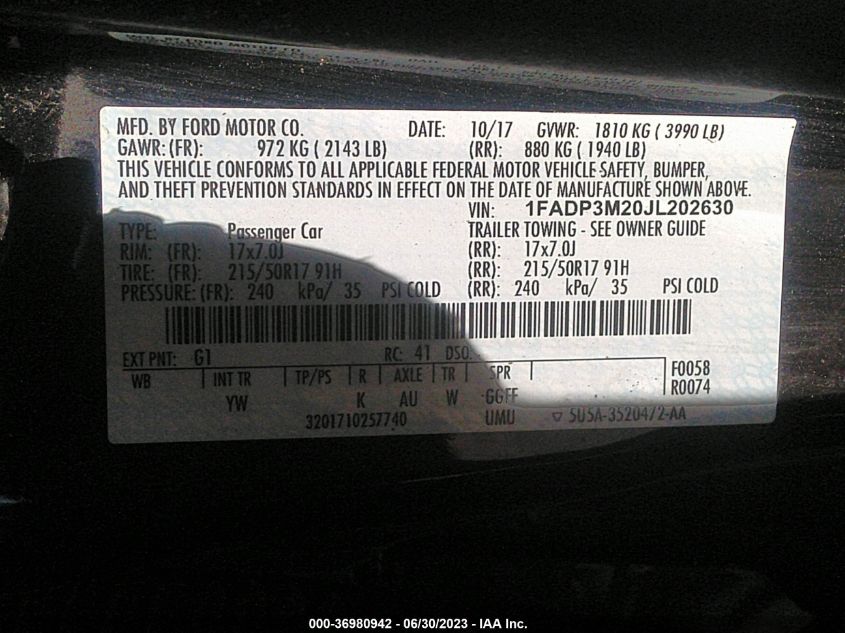 BY FORD MOTOR CO.
MFD. BY FORD MOTOR CO. DATE: 10/17 GVWR: 1810 KG ( 3990 LB)
GAWR: (FR): 972 KG ( 2143 LB) (RR): 880 KG ( 1940 LB)
THIS VEHICLE CONFORMS TO ALL APPLICABLE FEDERAL MOTOR VEHICLE SAFETY, BUMPER,
AND THEFT PREVENTION STANDARDS IN EFFECT ON THE DATE OF MANUFACTURE SHOWN ABOVE.
VIN: 1FADP3M20JL202630
TYPE: Passenger Car TRAILER TOWING - SEE OWNER GUIDE
RIM: (FR): 17x7.0J (RR): 17x7.0J
TIRE: (FR): 215/50R17 91H (RR): 215/50R17 91H
PRESSURE: (FR): 240 kPa/ 35 PSI COLD (RR): 240 kPa/ 35 PSI COLD
EXT PNT: G1 RC: 41 DSO: F0058
WB INT TR TP/PS R AXLE TR SPR R0074
YW K AU W GGFF
3201710257740 UMU ▽ 5U5A-3520472-AA
000-36980942 - 06/30/2023 - IAA Inc.